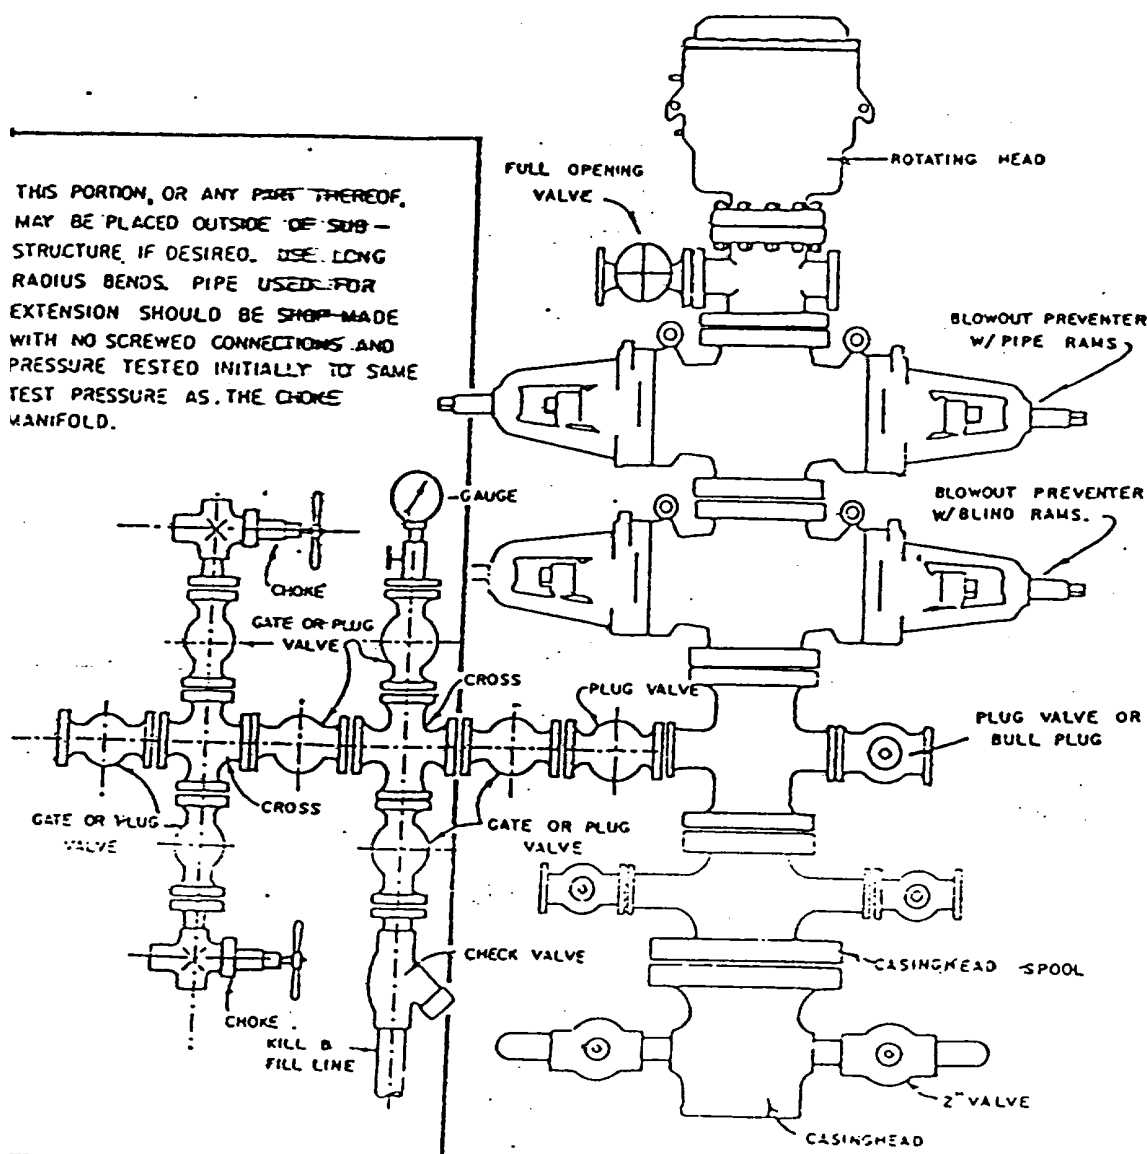 THIS PORTION, OR ANY PART THEREOF,
MAY BE PLACED OUTSIDE OF SUB-
STRUCTURE IF DESIRED. USE LONG
RADIUS BENDS. PIPE USED FOR
EXTENSION SHOULD BE SHOP MADE
WITH NO SCREWED CONNECTIONS AND
PRESSURE TESTED INITIALLY TO SAME
TEST PRESSURE AS THE CHOKE
MANIFOLD.
FULL OPENING
VALVE
ROTATING HEAD
BLOWOUT PREVENTER
W/PIPE RAMS
GAUGE
BLOWOUT PREVENTER
W/BLIND RAMS.
CHOKE
GATE OR PLUG
VALVE
CROSS
PLUG VALVE
PLUG VALVE OR
BULL PLUG
CROSS
GATE OR PLUG
VALVE
GATE OR PLUG
VALVE
CHECK VALVE
CASINGHEAD SPOOL
CHOKE
KILL &
FILL LINE
2" VALVE
CASINGHEAD